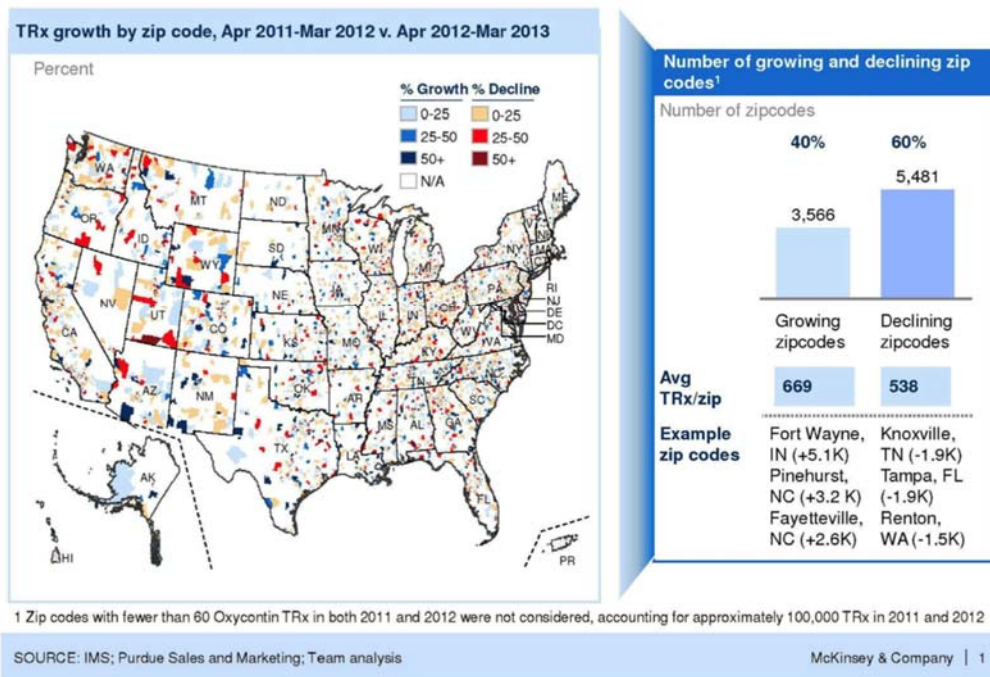 TRx growth by zip code, Apr 2011-Mar 2012 v. Apr 2012-Mar 2013
Percent
% Growth % Decline
0-25 0-25
25-50 25-50
50+ 50+
N/A
WA
MT
ND
MN
ME
OR
ID
SD
WI
MI
NY
VT
NH
MA
CT
RI
WY
NE
IA
PA
NJ
NV
UT
CO
IL
IN
OH
DE
DC
MD
CA
KS
MO
KY
WV
VA
AZ
NM
OK
AR
TN
NC
SC
TX
LA
MS
AL
GA
FL
AK
HI
PR
Number of growing and declining zip
codes1
Number of zipcodes
40% 60%
3,566 5,481
Growing Declining
zipcodes zipcodes
Avg
TRx/zip
669 538
Example
zip codes
Fort Wayne,
IN (+5.1K)
Pinehurst,
NC (+3.2 K)
Fayetteville,
NC (+2.6K)
Knoxville,
TN (-1.9K)
Tampa, FL
(-1.9K)
Renton,
WA (-1.5K)
1 Zip codes with fewer than 60 Oxycontin TRx in both 2011 and 2012 were not considered, accounting for approximately 100,000 TRx in 2011 and 2012
SOURCE: IMS; Purdue Sales and Marketing; Team analysis
McKinsey & Company | 1